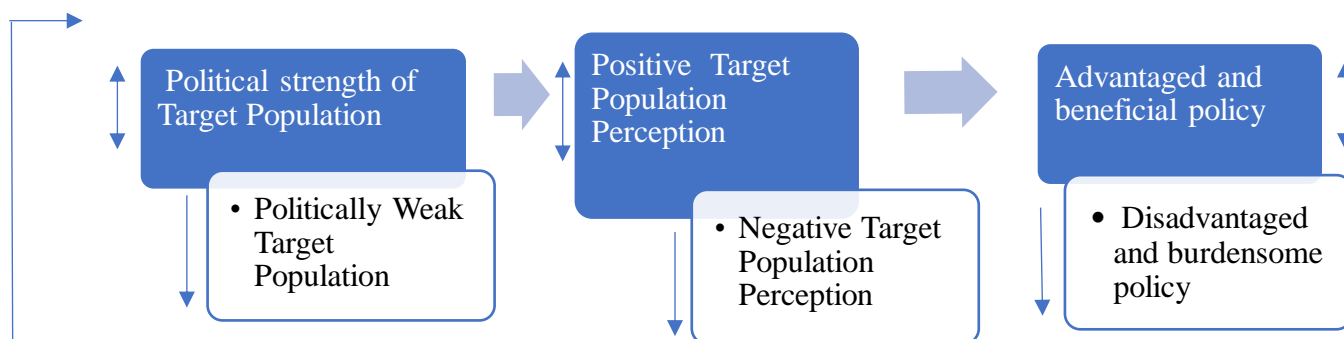 Political strength of
Target Population
• Politically Weak
Target
Population
Positive Target
Population
Perception
• Negative Target
Population
Perception
Advantaged and
beneficial policy
• Disadvantaged
and burdensome
policy